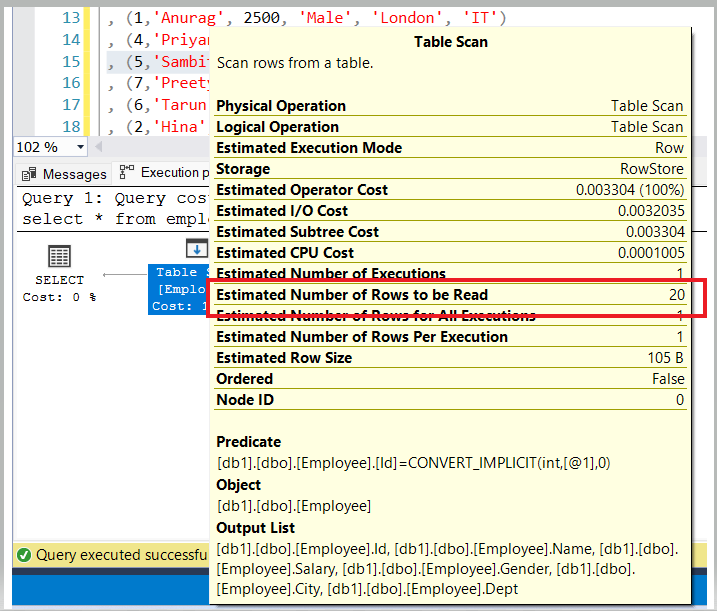 13 , (1,'Anurag', 2500, 'Male', 'London', 'IT')
14 , (4,'Priya
15 , (5,'Sambi
16 , (7,'Preety
17 , (6,'Tarun
18 , (2,'Hina'
102 %
Messages Execution p
Query 1: Query cos
select * from empl
SELECT
Cost: 0 %
Table S
[Emplo
Cost: 1
Query executed successfu
Table Scan
Scan rows from a table.
Physical Operation Table Scan
Logical Operation Table Scan
Estimated Execution Mode Row
Storage RowStore
Estimated Operator Cost 0.003304 (100%)
Estimated I/O Cost 0.0032035
Estimated Subtree Cost 0.003304
Estimated CPU Cost 0.0001005
Estimated Number of Executions 1
Estimated Number of Rows to be Read 20
Estimated Number of Rows for All Executions 1
Estimated Number of Rows Per Execution 1
Estimated Row Size 105 B
Ordered False
Node ID 0
Predicate
[db1].[dbo].[Employee].[Id]=CONVERT_IMPLICIT(int,[@1],0)
Object
[db1].[dbo].[Employee]
Output List
[db1].[dbo].[Employee].Id, [db1].[dbo].[Employee].Name, [db1].[dbo].
[Employee].Salary, [db1].[dbo].[Employee].Gender, [db1].[dbo].
[Employee].City, [db1].[dbo].[Employee].Dept